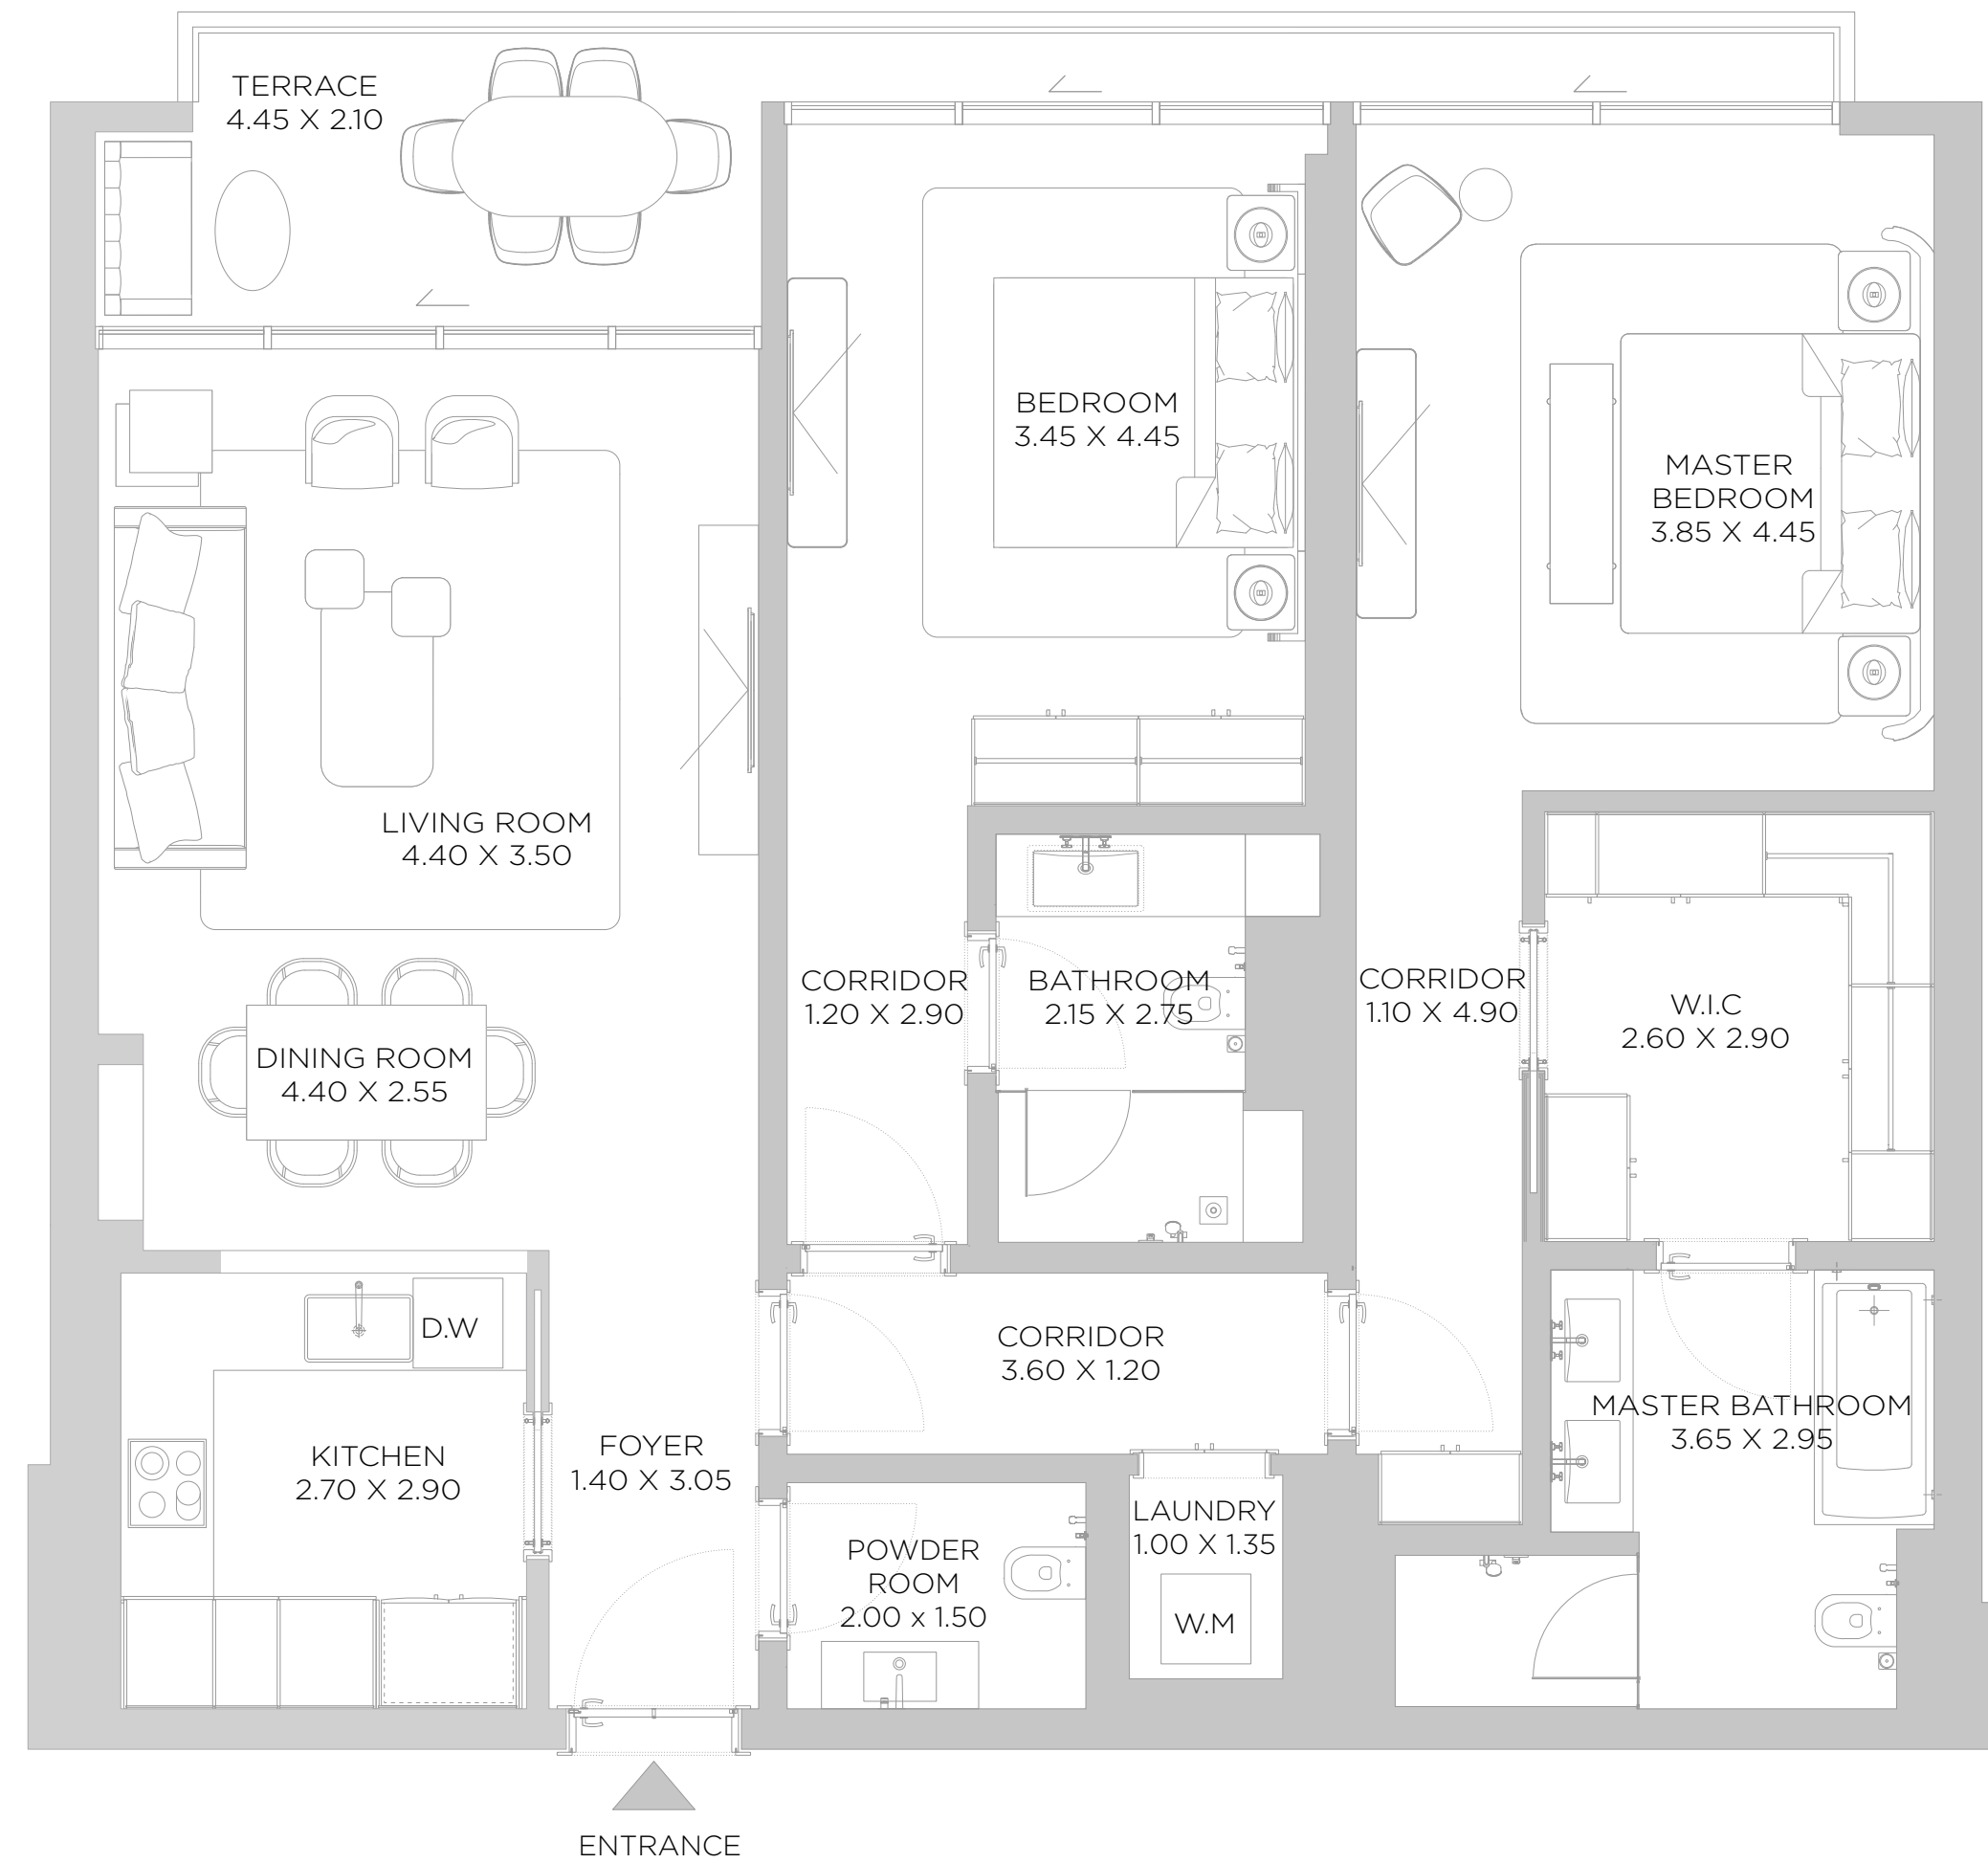 TERRACE
4.45 X 2.10
BEDROOM
3.45 X 4.45
MASTER
BEDROOM
3.85 X 4.45
LIVING ROOM
4.40 X 3.50
CORRIDOR
1.20 X 2.90
BATHROOM
2.15 X 2.75
CORRIDOR
1.10 X 4.90
W.I.C
2.60 X 2.90
DINING ROOM
4.40 X 2.55
D.W
CORRIDOR
3.60 X 1.20
MASTER BATHROOM
3.65 X 2.95
KITCHEN
2.70 X 2.90
FOYER
1.40 X 3.05
LAUNDRY
1.00 X 1.35
POWDER
ROOM
2.00 x 1.50
W.M
ENTRANCE